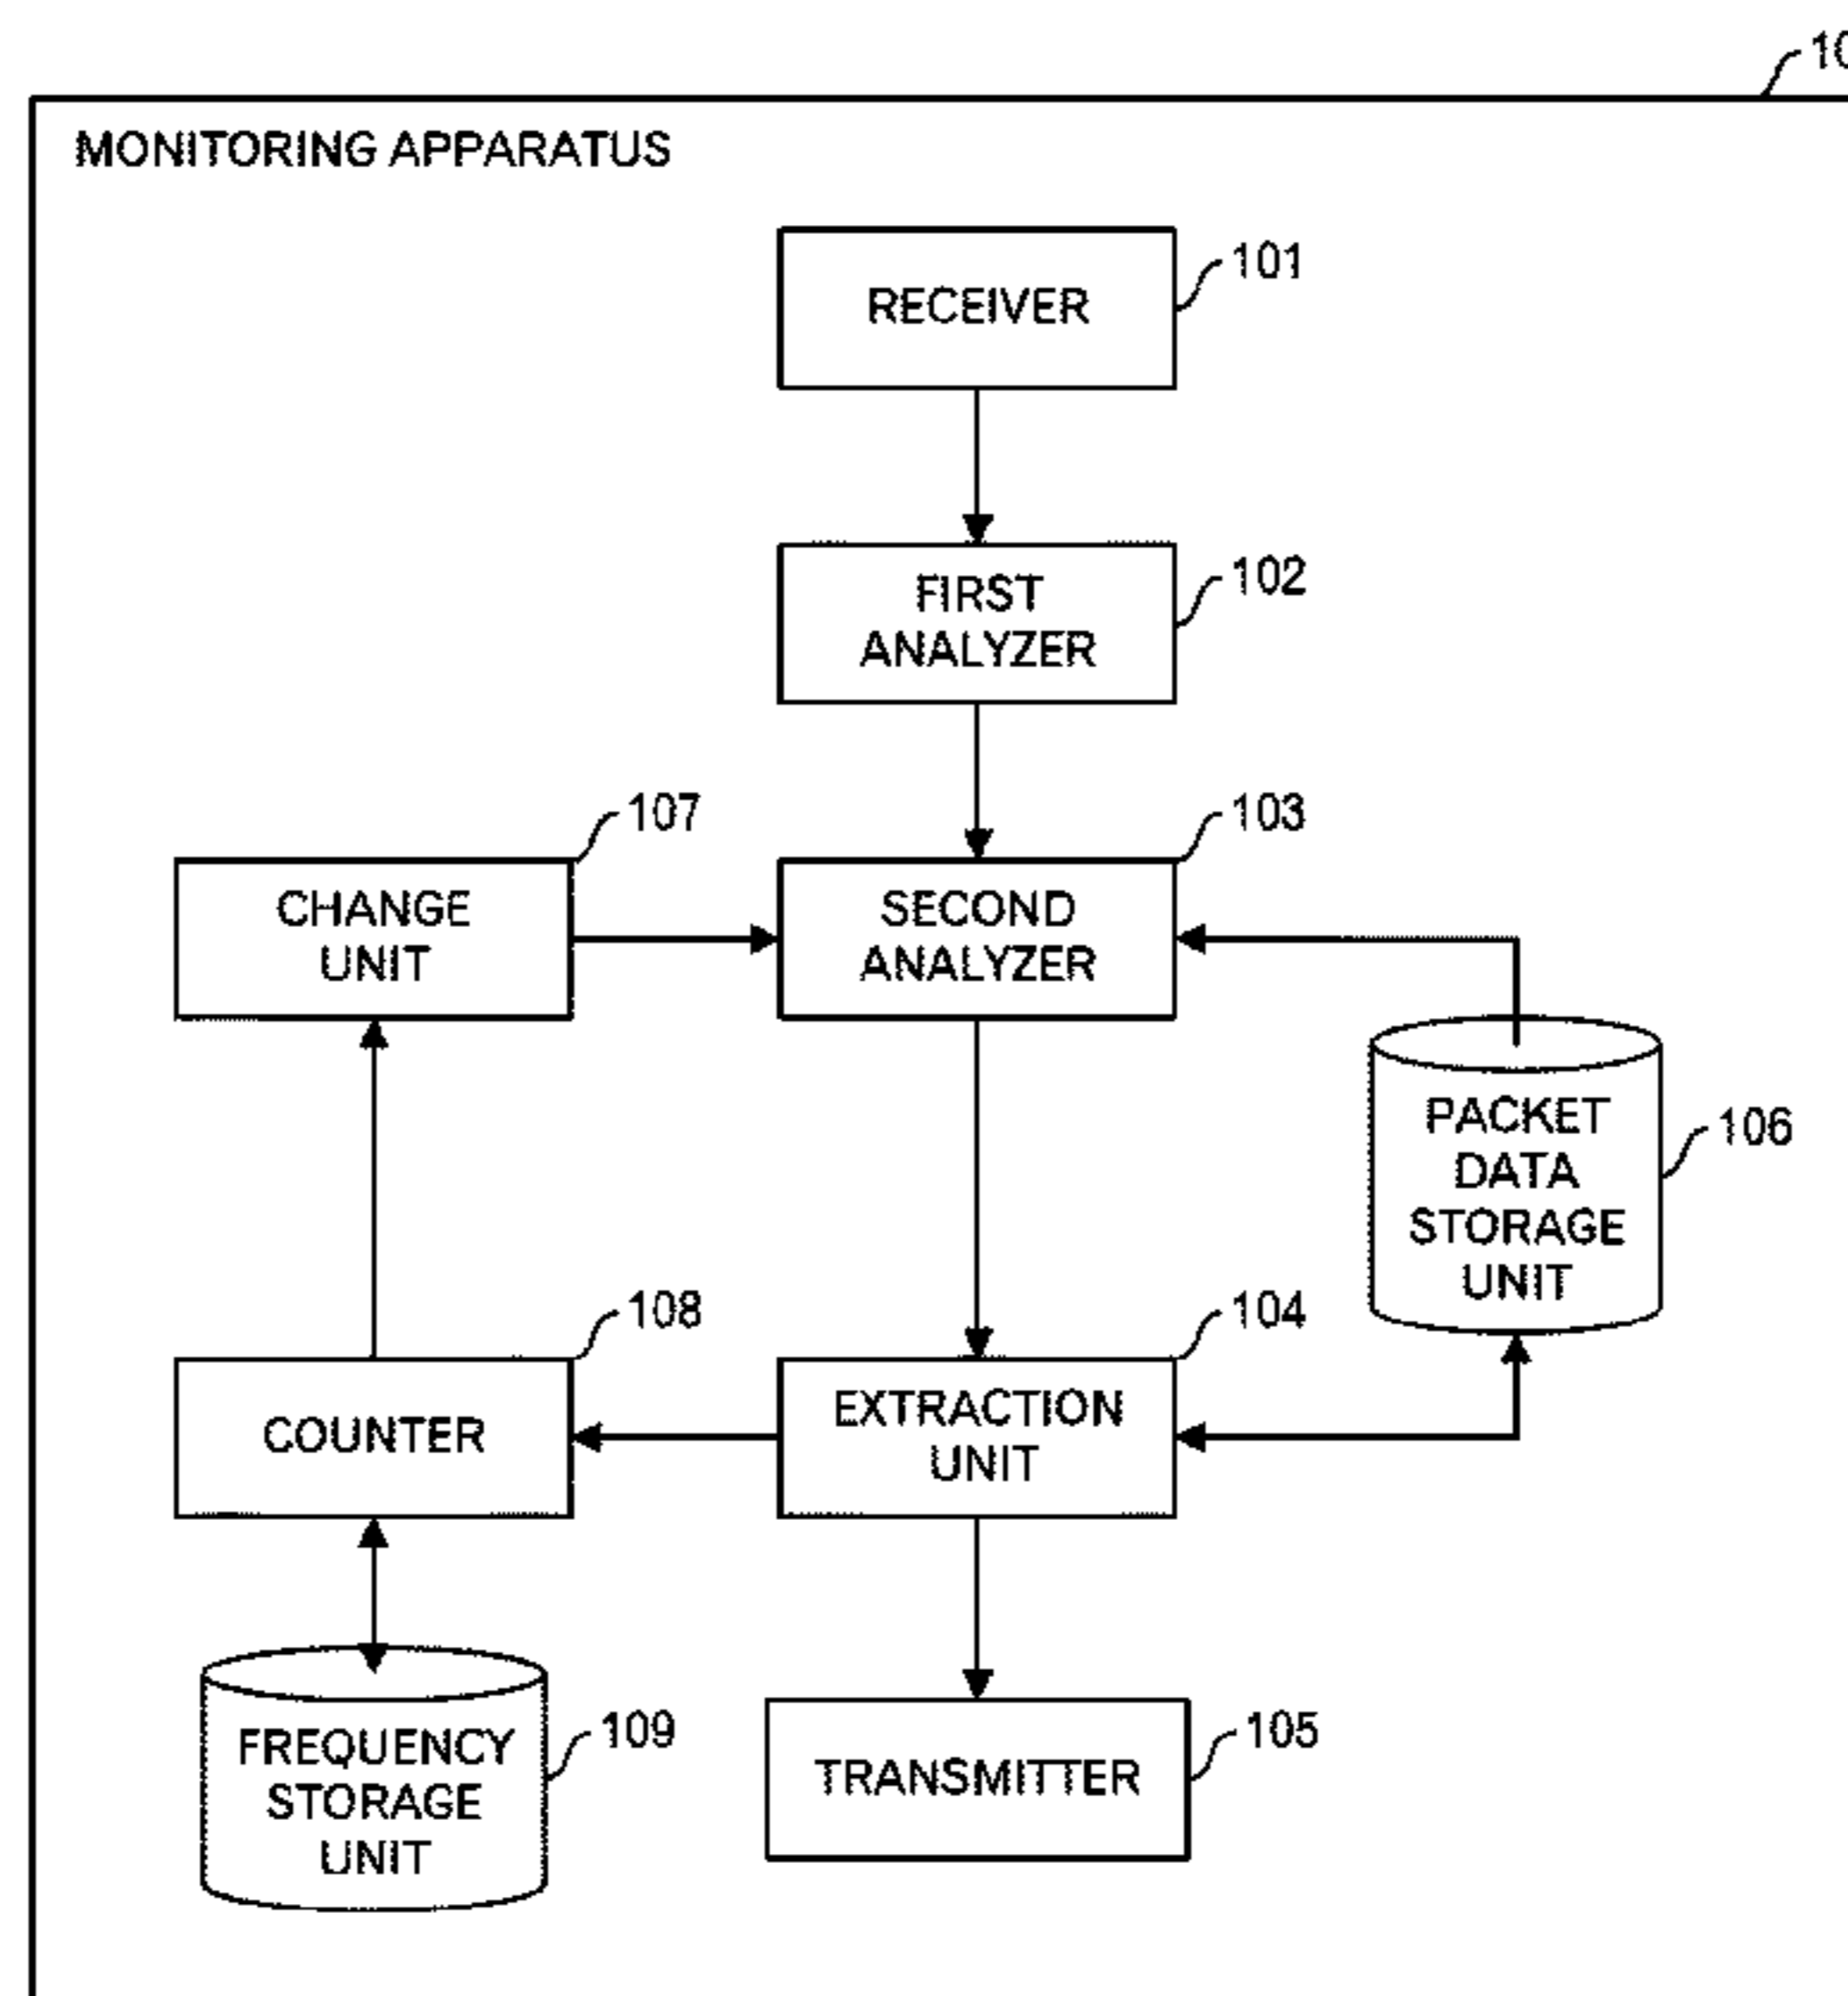 MONITORING APPARATUS
RECEIVER
101
FIRST
ANALYZER
102
CHANGE
UNIT
107
SECOND
ANALYZER
103
PACKET
DATA
STORAGE
UNIT
106
COUNTER
108
EXTRACTION
UNIT
104
FREQUENCY
STORAGE
UNIT
109
TRANSMITTER
105